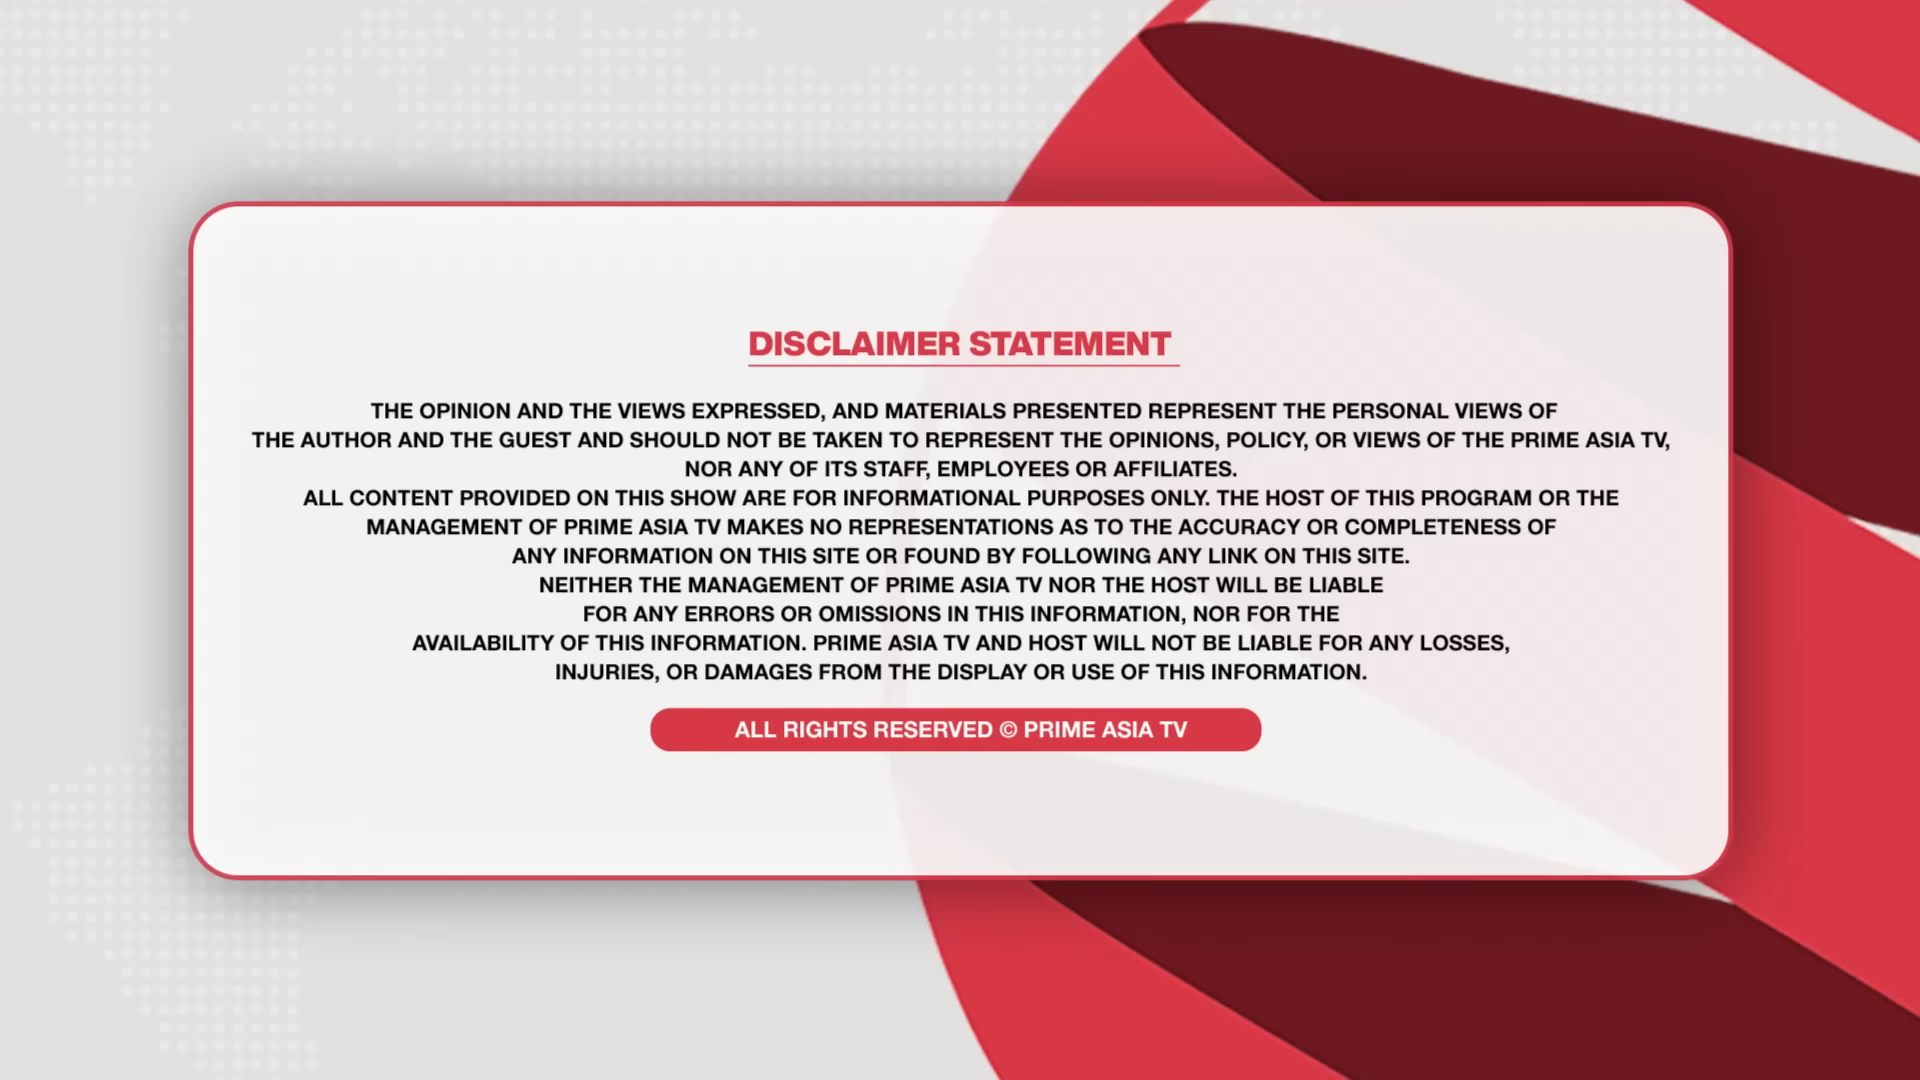 DISCLAIMER STATEMENT
THE OPINION AND THE VIEWS EXPRESSED, AND MATERIALS PRESENTED REPRESENT THE PERSONAL VIEWS OF
THE AUTHOR AND THE GUEST AND SHOULD NOT BE TAKEN TO REPRESENT THE OPINIONS, POLICY, OR VIEWS OF THE PRIME ASIA TV,
NOR ANY OF ITS STAFF, EMPLOYEES OR AFFILIATES.
ALL CONTENT PROVIDED ON THIS SHOW ARE FOR INFORMATIONAL PURPOSES ONLY. THE HOST OF THIS PROGRAM OR THE
MANAGEMENT OF PRIME ASIA TV MAKES NO REPRESENTATIONS AS TO THE ACCURACY OR COMPLETENESS OF
ANY INFORMATION ON THIS SITE OR FOUND BY FOLLOWING ANY LINK ON THIS SITE.
NEITHER THE MANAGEMENT OF PRIME ASIA TV NOR THE HOST WILL BE LIABLE
FOR ANY ERRORS OR OMISSIONS IN THIS INFORMATION, NOR FOR THE
AVAILABILITY OF THIS INFORMATION. PRIME ASIA TV AND HOST WILL NOT BE LIABLE FOR ANY LOSSES,
INJURIES, OR DAMAGES FROM THE DISPLAY OR USE OF THIS INFORMATION.
ALL RIGHTS RESERVED © PRIME ASIA TV